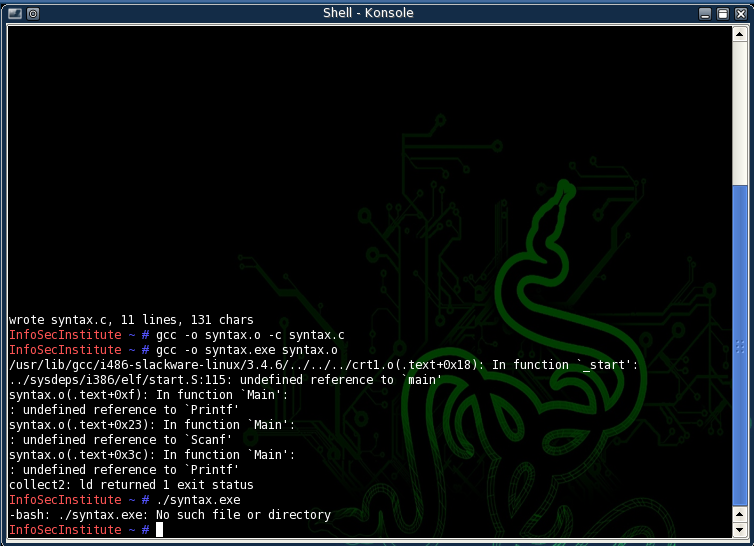 Shell - Konsole
wrote syntax.c, 11 lines, 131 chars
InfoSecInstitute ~ # gcc -o syntax.o -c syntax.c
InfoSecInstitute ~ # gcc -o syntax.exe syntax.o
/usr/lib/gcc/i486-slackware-linux/3.4.6/../../../crt1.o(.text+0x18): In function `_start':
../sysdeps/i386/elf/start.S:115: undefined reference to `main'
syntax.o(.text+0xf): In function `Main':
: undefined reference to `Printf'
syntax.o(.text+0x23): In function `Main':
: undefined reference to `Scanf'
syntax.o(.text+0x3c): In function `Main':
: undefined reference to `Printf'
collect2: ld returned 1 exit status
InfoSecInstitute ~ # ./syntax.exe
-bash: ./syntax.exe: No such file or directory
InfoSecInstitute ~ #